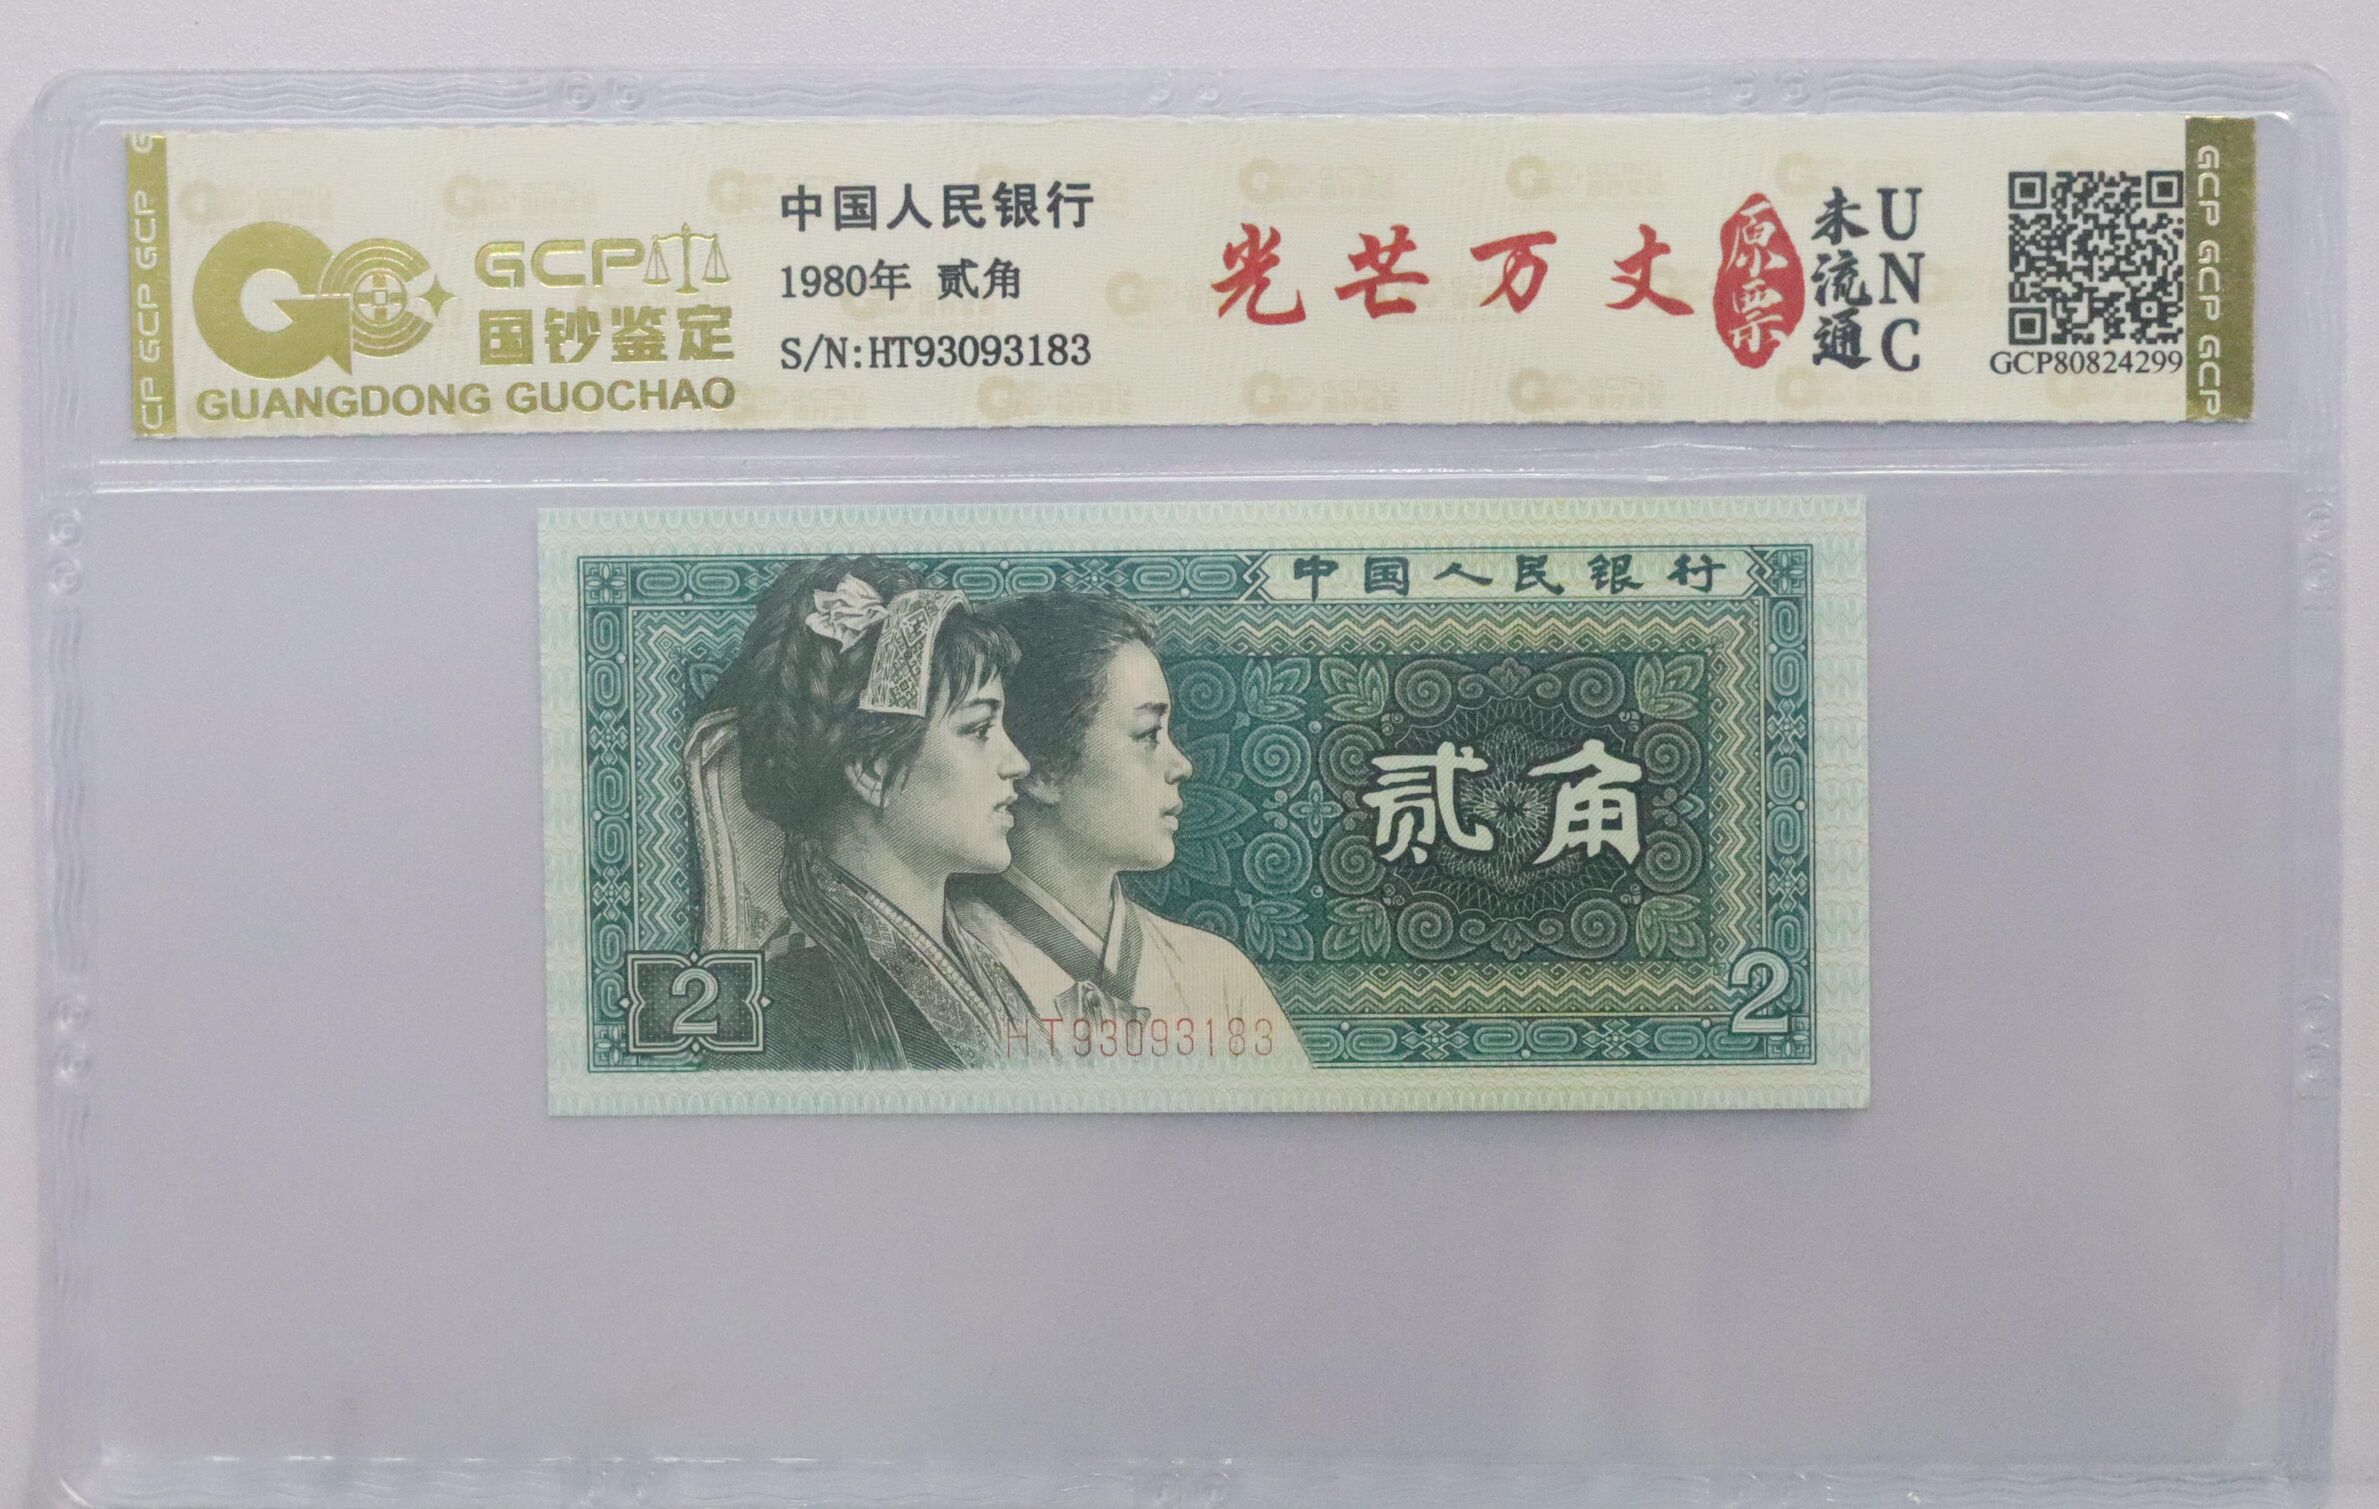 GCP
国钞鉴定
GUANGDONG GUOCHAO
中国人民银行
1980年 贰角
S/N:HT93093183
光芒万丈
原票
未流通
UNC
GCP80824299
GCP GCP GCP
GCP GCP GCP
中国人民银行
贰角
2
2
HT93093183